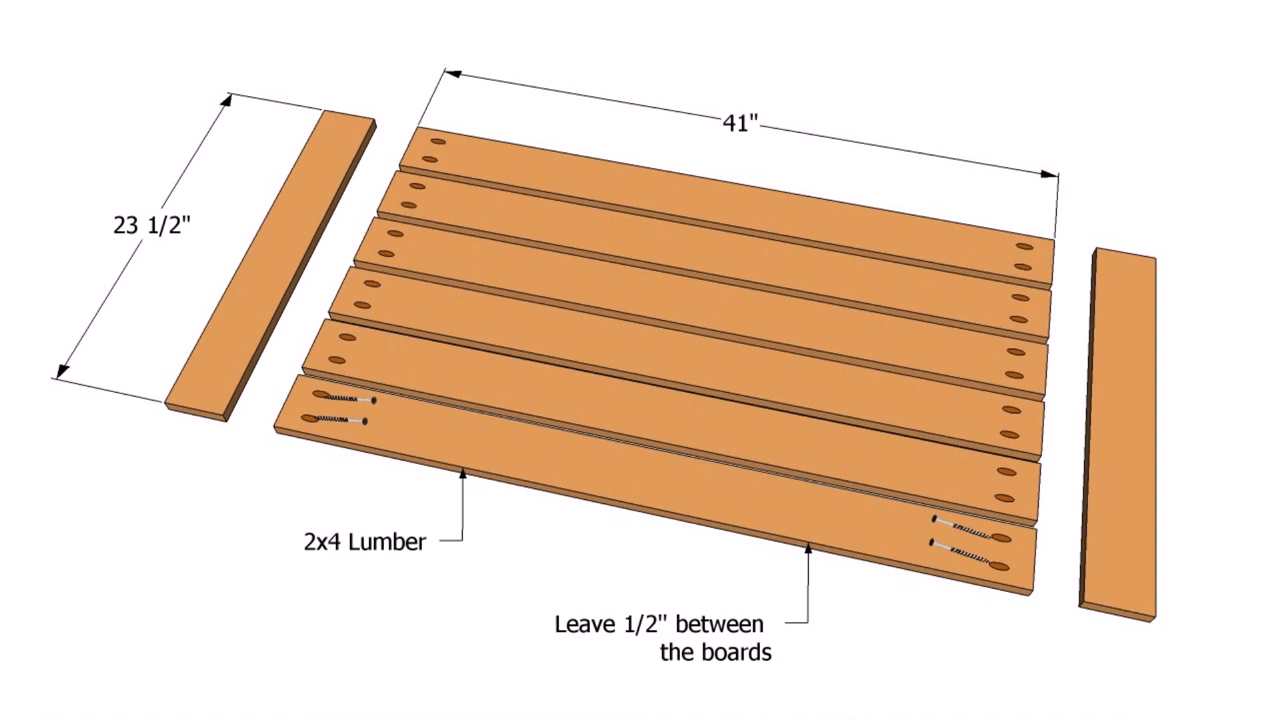 41"
23 1/2"
2x4 Lumber
Leave 1/2" between
the boards